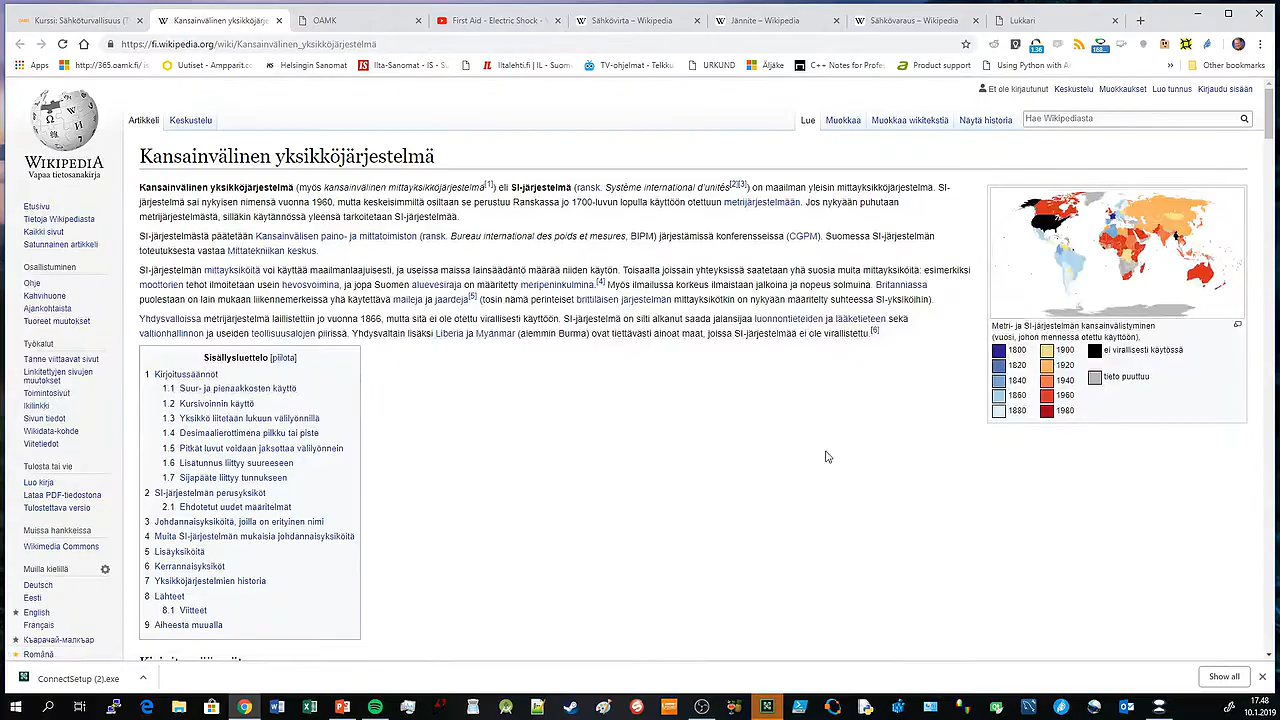 Kurssi: Sähköturvallisuus (T
Kansainvälinen yksikköjärje
OAMK
First Aid - Electric Shock -
Sähkövirta – Wikipedia
Jännite – Wikipedia
Sähkövaraus – Wikipedia
Lukkari
https://fi.wikipedia.org/wiki/Kansainvälinen_yksikköjärjestelmä
Apps
http://365.oamk.fi/
Uutiset - Ampparit.c
Helsingin Sanomat
Ilta-Sanomat - IS - S
Iltalehti.fi | IL - Suom
TV-ohjelmat - Telkku
URKUND
Äljäke
C++ Notes for Profes
Product support
Using Python with A
Other bookmarks
Et ole kirjautunut Keskustelu Muokkaukset Luo tunnus Kirjaudu sisään
Artikkeli Keskustelu
Lue Muokkaa Muokkaa wikitekstiä Näytä historia
Hae Wikipediasta
WIKIPEDIA
Vapaa tietosanakirja
Etusivu
Tietoja Wikipediasta
Kaikki sivut
Satunnainen artikkeli
Osallistuminen
Ohje
Kahvihuone
Ajankohtaista
Tuoreet muutokset
Työkalut
Tänne viittaavat sivut
Linkitettyjen sivujen
muutokset
Toimintosivut
Ikilinkki
Sivun tiedot
Wikidata-kohde
Viitetiedot
Tulosta tai vie
Luo kirja
Lataa PDF-tiedostona
Tulostettava versio
Muissa hankkeissa
Wikimedia Commons
Muilla kielillä
Deutsch
Eesti
English
Français
Къарачай-малкъар
Română
Kansainvälinen yksikköjärjestelmä
Kansainvälinen yksikköjärjestelmä (myös kansainvälinen mittayksikköjärjestelmä[1]) eli SI-järjestelmä (ransk. Système international d'unités[2][3]) on maailman yleisin mittayksikköjärjestelmä. SI-
järjestelmä sai nykyisen nimensä vuonna 1960, mutta keskeisimmiltä osiltaan se perustuu Ranskassa jo 1700-luvun lopulla käyttöön otettuun metrijärjestelmään. Jos nykyään puhutaan
metrijärjestelmästä, silläkin käytännössä yleensä tarkoitetaan SI-järjestelmää.
SI-järjestelmästä päätetään Kansainvälisen paino- ja mittatoimiston (ransk. Bureau international des poids et mesures, BIPM) järjestämissä konferensseissa (CGPM). Suomessa SI-järjestelmän
toteutuksesta vastaa Mittatekniikan keskus.
SI-järjestelmän mittayksiköitä voi käyttää maailmanlaajuisesti, ja useissa maissa lainsäädäntö määrää niiden käytön. Toisaalta joissain yhteyksissä saatetaan yhä suosia muita mittayksiköitä: esimerkiksi
moottorien tehot ilmoitetaan usein hevosvoimina, ja jopa Suomen aluevesiraja on määritetty meripeninkulmina.[4] Myös ilmailussa korkeus ilmaistaan jalkoina ja nopeus solmuina. Britanniassa
puolestaan on lain mukaan liikennemerkeissä yhä käytettävä maileja ja jaardeja[5] (tosin nämä perinteiset brittiläisen järjestelmän mittayksikötkin on nykyään määritelty suhteessa SI-yksiköihin).
Yhdysvalloissa metrijärjestelmä laillistettiin jo vuonna 1866, mutta sitä ei ole otettu virallisesti käyttöön. SI-järjestelmä on silti alkanut saada jalansijaa luonnontieteiden ja lääketieteen sekä
valtionhallinnon ja useiden teollisuusalojen piirissä. Yhdysvaltain lisäksi Liberia ja Myanmar (aiemmin Burma) ovat tiettävästi ainoat maat, joissa SI-järjestelmää ei ole virallistettu.[6]
Sisällysluettelo [piilota]
1 Kirjoitussäännöt
1.1 Suur- ja pienaakkosten käyttö
1.2 Kursivoinnin käyttö
1.3 Yksikkö liitetään lukuun välilyönnillä
1.4 Desimaalierottimena pilkku tai piste
1.5 Pitkät luvut voidaan jaksottaa välilyönnein
1.6 Lisätunnus liittyy suureeseen
1.7 Sijapääte liittyy tunnukseen
2 SI-järjestelmän perusyksiköt
2.1 Ehdotetut uudet määritelmät
3 Johdannaisyksiköitä, joilla on erityinen nimi
4 Muita SI-järjestelmän mukaisia johdannaisyksiköitä
5 Lisäyksiköitä
6 Kerrannaisyksiköt
7 Yksikköjärjestelmien historia
8 Lähteet
8.1 Viitteet
9 Aiheesta muualla
Metri- ja SI-järjestelmän kansainvälistyminen
(vuosi, johon mennessä otettu käyttöön).
1800 1900 ei virallisesti käytössä
1820 1920 tieto puuttuu
1840 1940
1860 1960
1880 1980
ConnectSetup (2).exe
Show all
17.48
10.1.2019